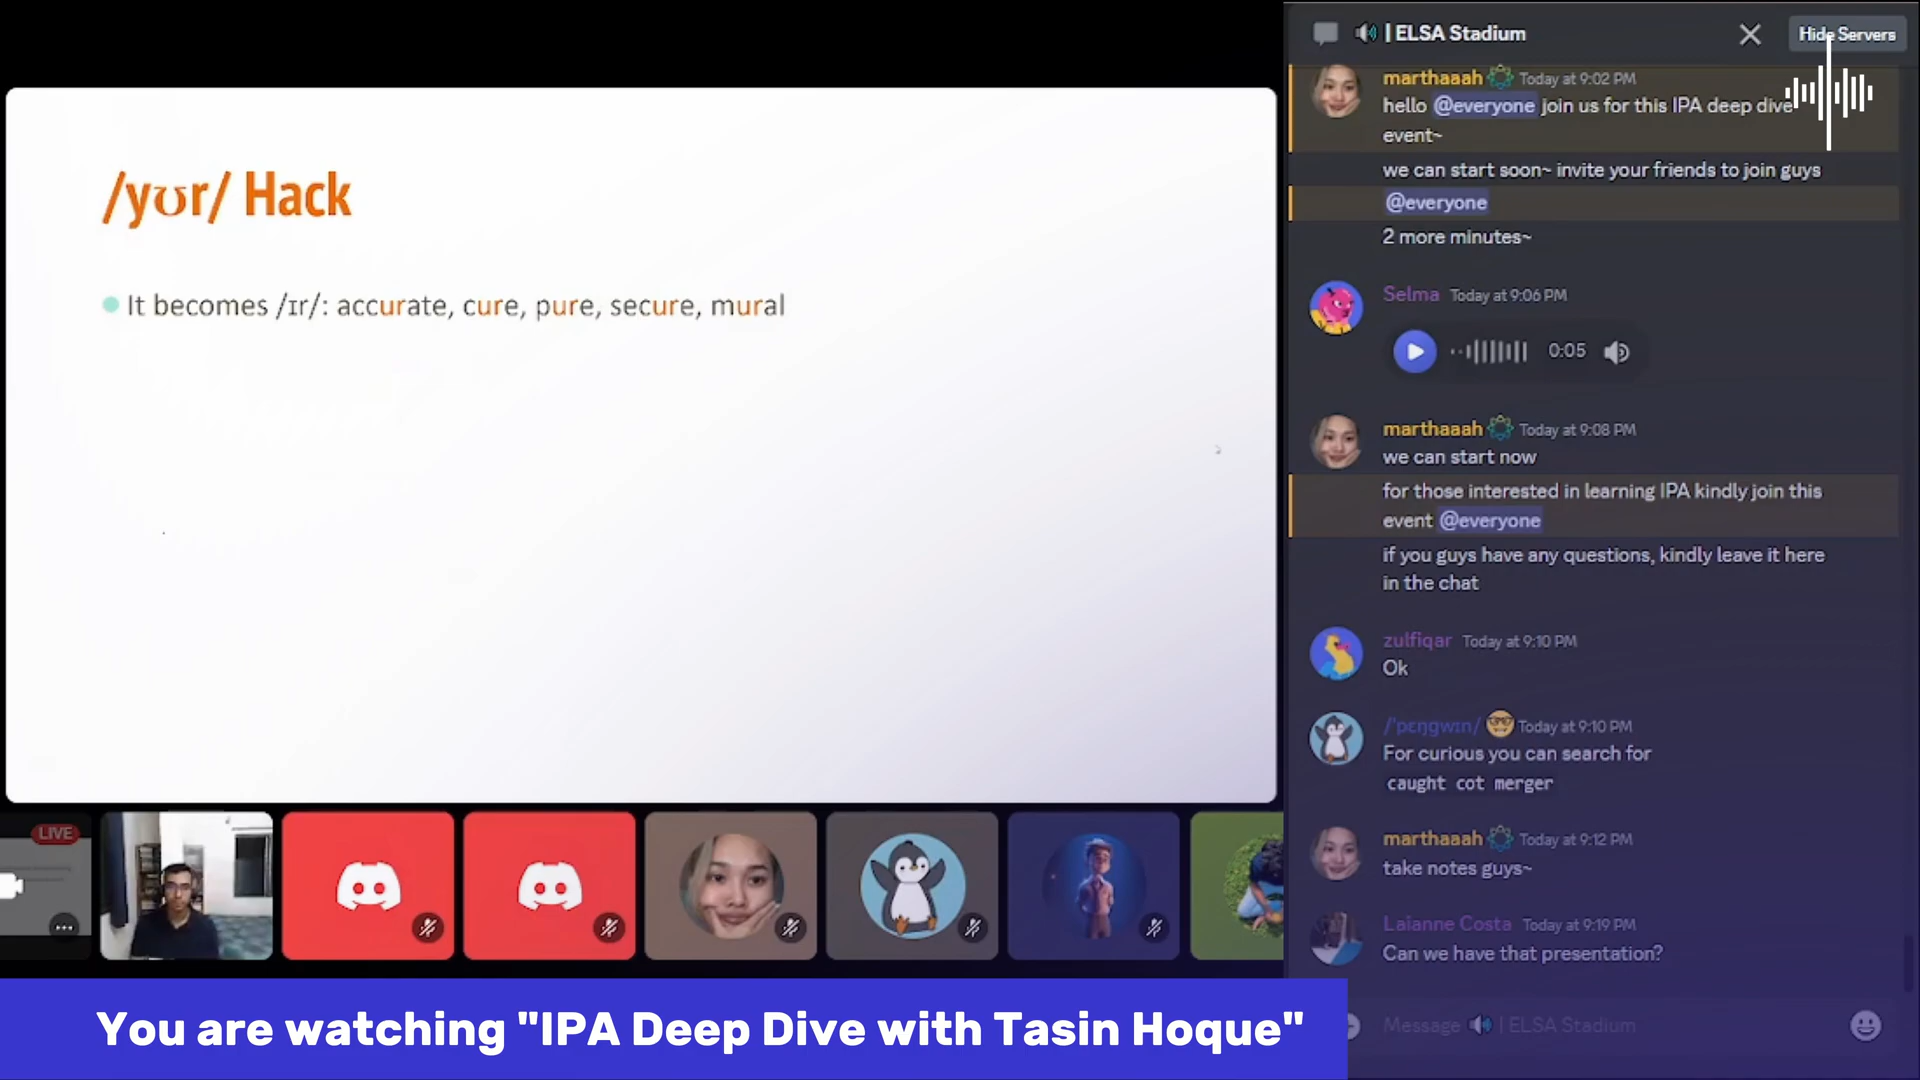 /yʊr/ Hack
It becomes /ɪr/: accurate, cure, pure, secure, mural
LIVE
You are watching "IPA Deep Dive with Tasin Hoque"
| ELSA Stadium
Hide Servers
marthaaah Today at 9:02 PM
hello @everyone join us for this IPA deep dive
event~
we can start soon~ invite your friends to join guys
@everyone
2 more minutes~
Selma Today at 9:06 PM
0:05
marthaaah Today at 9:08 PM
we can start now
for those interested in learning IPA kindly join this
event @everyone
if you guys have any questions, kindly leave it here
in the chat
zulfiqar Today at 9:10 PM
Ok
/ˈpɛŋgwɪn/ 🤓 Today at 9:10 PM
For curious you can search for
caught cot merger
marthaaah Today at 9:12 PM
take notes guys~
Laianne Costa Today at 9:19 PM
Can we have that presentation?
Message | ELSA Stadium